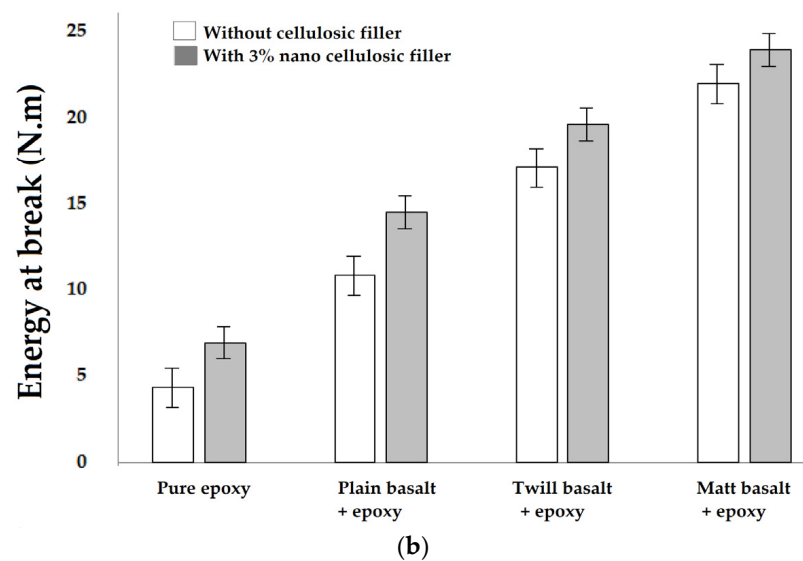 Energy at break (N.m)
25
20
15
10
5
0
Without cellulosic filler
With 3% nano cellulosic filler
Pure epoxy
Plain basalt
+ epoxy
Twill basalt
+ epoxy
Matt basalt
+ epoxy
(b)